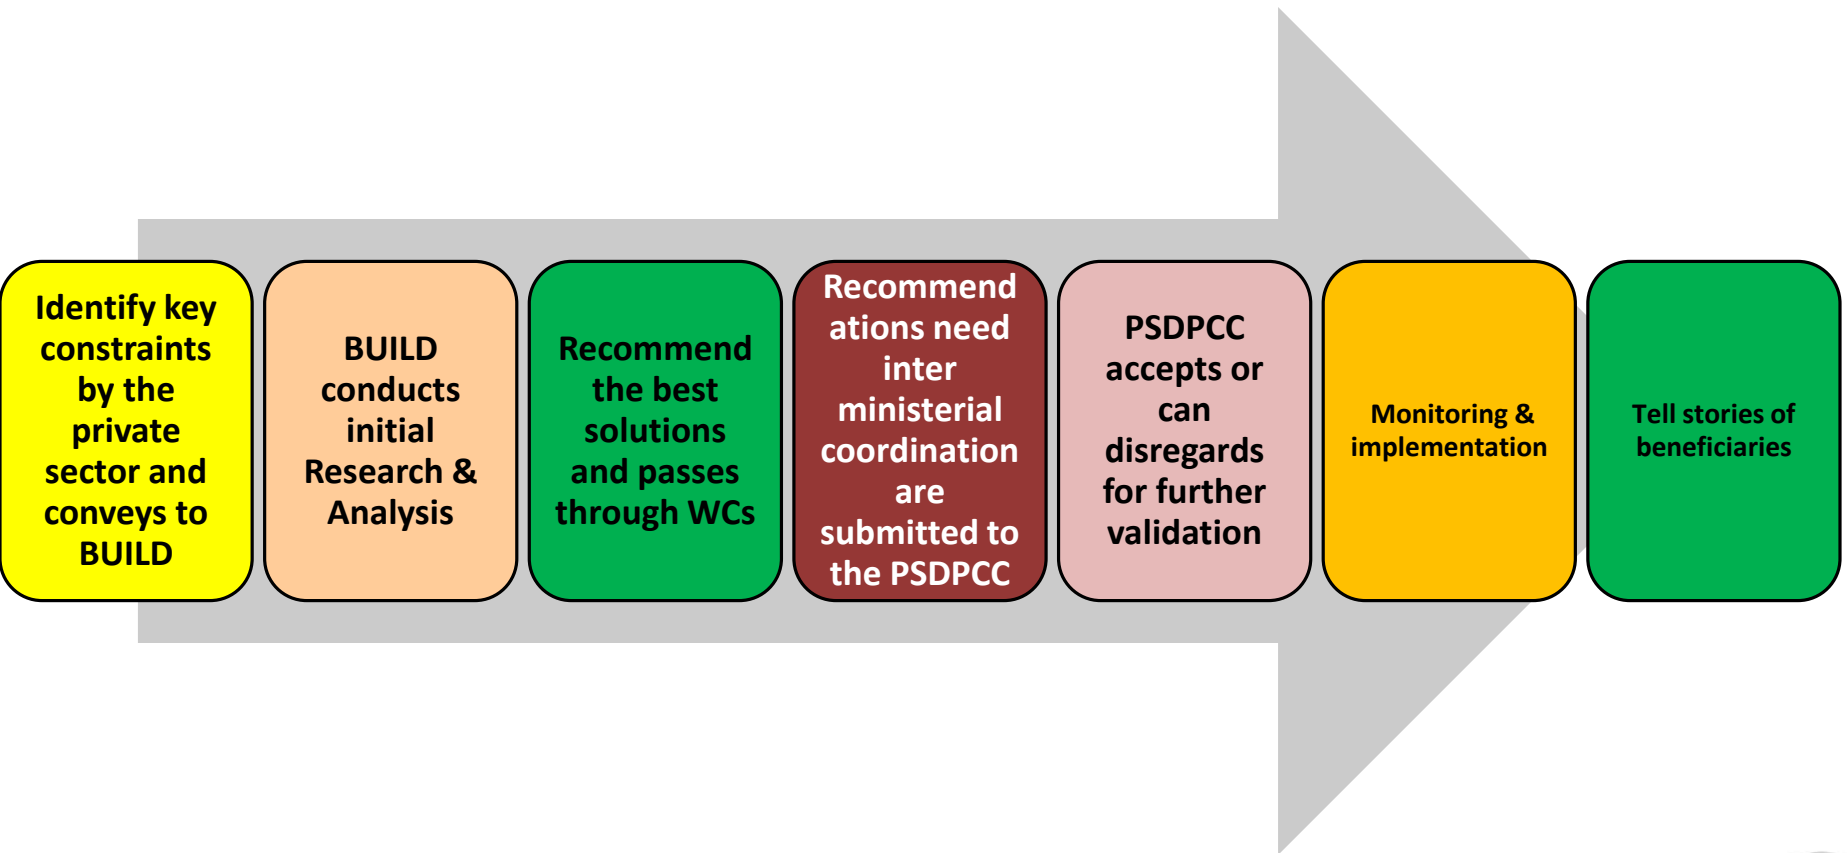 Identify key
constraints
by the
private
sector and
conveys to
BUILD
BUILD
conducts
initial
Research &
Analysis
Recommend
the best
solutions
and passes
through WCs
Recommend
ations need
inter
ministerial
coordination
are
submitted to
the PSDPCC
PSDPCC
accepts or
can
disregards
for further
validation
Monitoring &
implementation
Tell stories of
beneficiaries